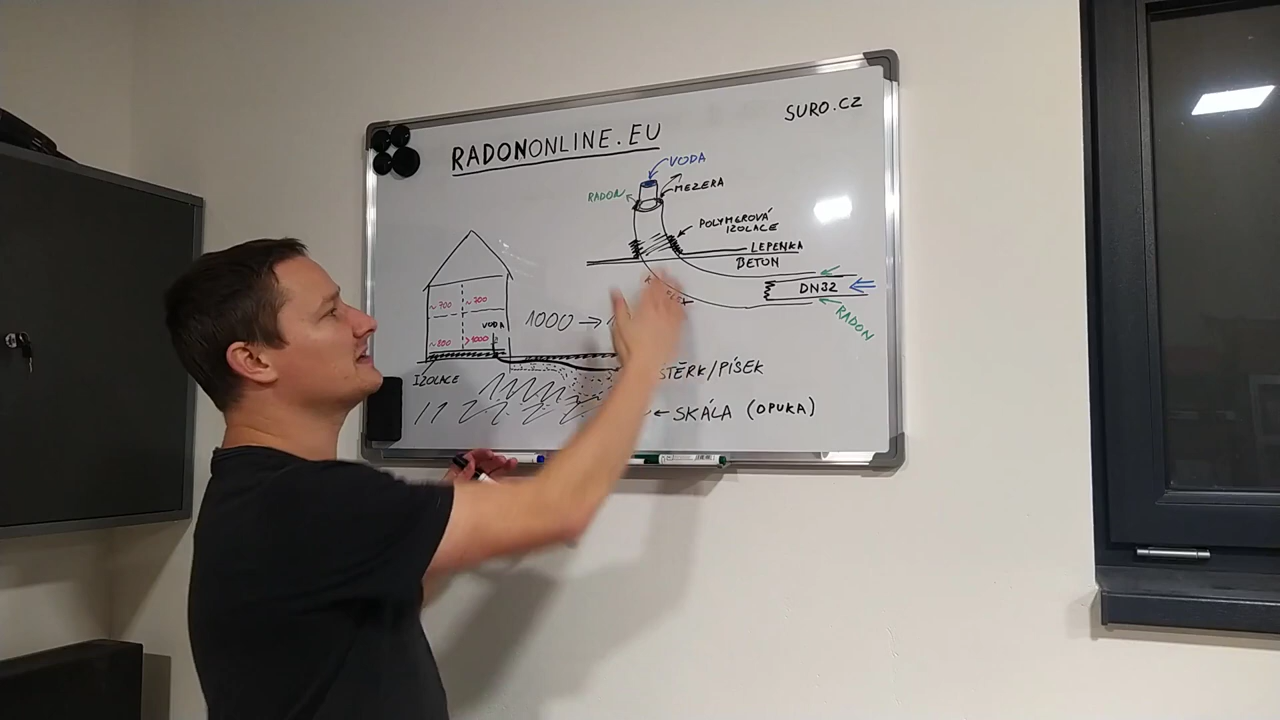 RADONONLINE.EU
SURO.CZ
VODA
RADON
MEZERA
POLYMEROVÁ
IZOLACE
LEPENKA
BETON
DN32
RADON
~700
~700
~800
>1000
VODA
1000 →
IZOLACE
ŠTĚRK/PÍSEK
← SKÁLA (OPUKA)